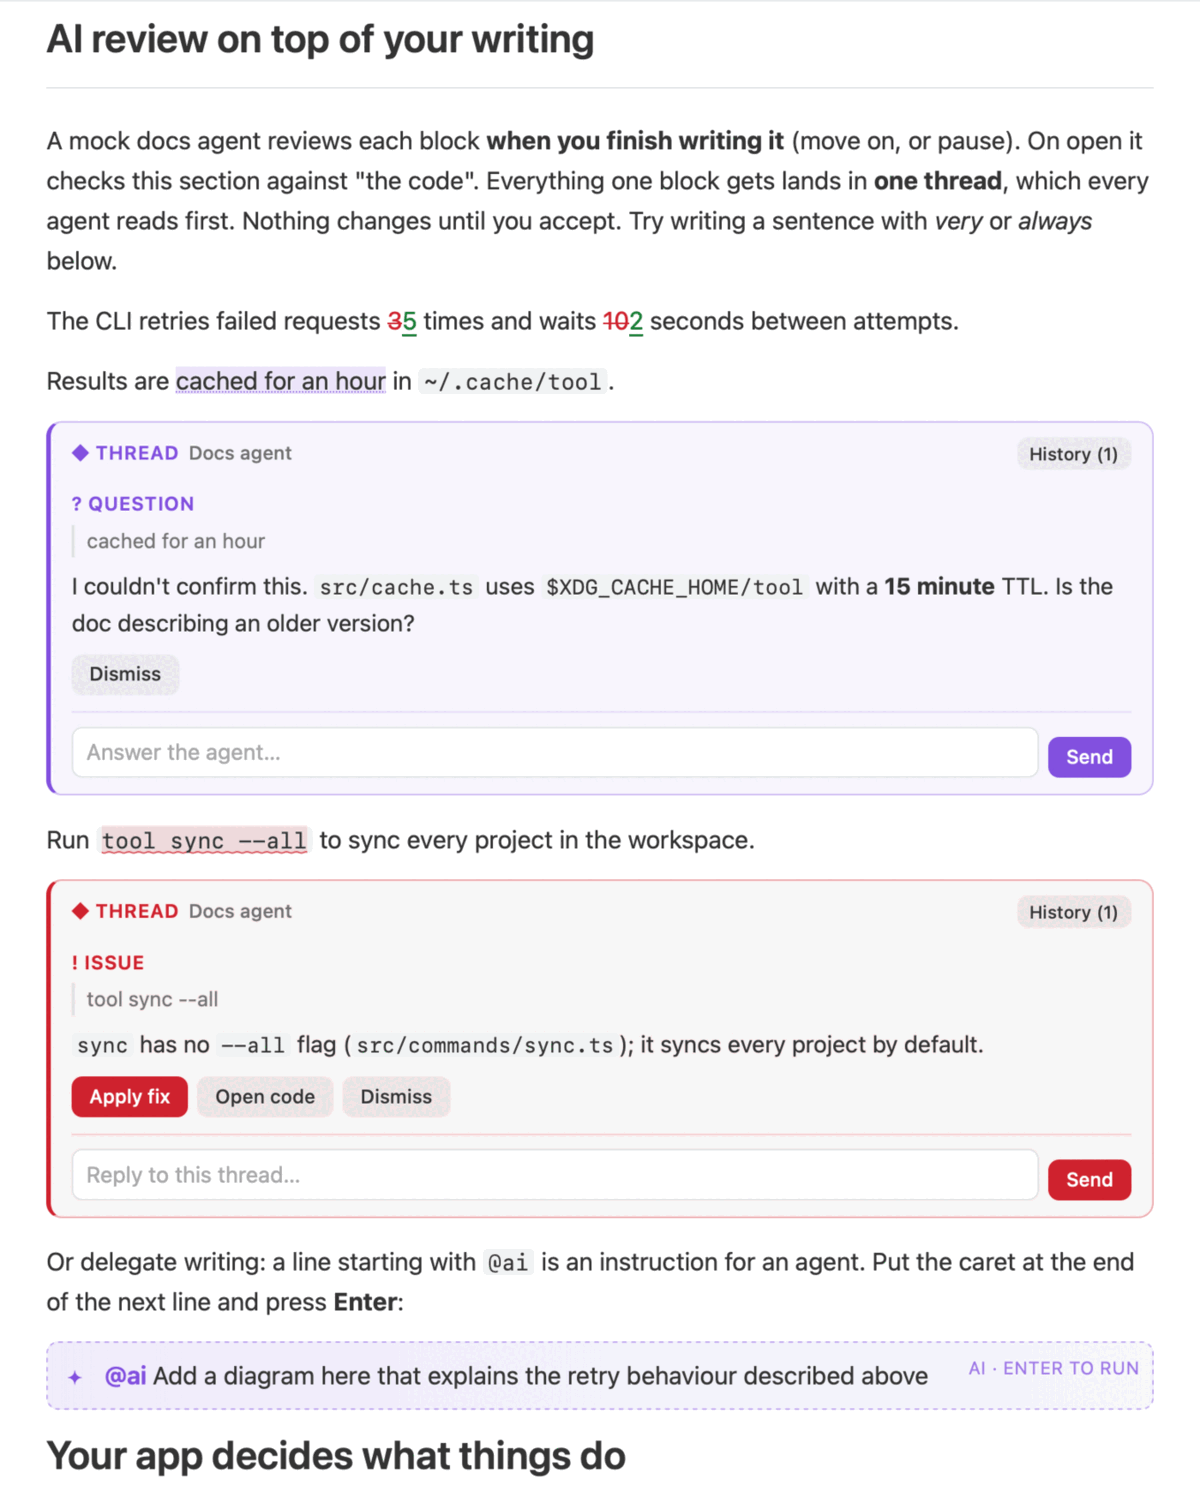 AI review on top of your writing
A mock docs agent reviews each block when you finish writing it (move on, or pause). On open it
checks this section against "the code". Everything one block gets lands in one thread, which every
agent reads first. Nothing changes until you accept. Try writing a sentence with very or always
below.
The CLI retries failed requests 35 times and waits 102 seconds between attempts.
Results are cached for an hour in ~/.cache/tool.
◆ THREAD Docs agent History (1)
? QUESTION
cached for an hour
I couldn't confirm this. src/cache.ts uses $XDG_CACHE_HOME/tool with a 15 minute TTL. Is the
doc describing an older version?
Dismiss
Answer the agent...
Send
Run tool sync --all to sync every project in the workspace.
◆ THREAD Docs agent History (1)
! ISSUE
tool sync --all
sync has no --all flag (src/commands/sync.ts); it syncs every project by default.
Apply fix Open code Dismiss
Reply to this thread...
Send
Or delegate writing: a line starting with @ai is an instruction for an agent. Put the caret at the end
of the next line and press Enter:
✦ @ai Add a diagram here that explains the retry behaviour described above AI · ENTER TO RUN
Your app decides what things do